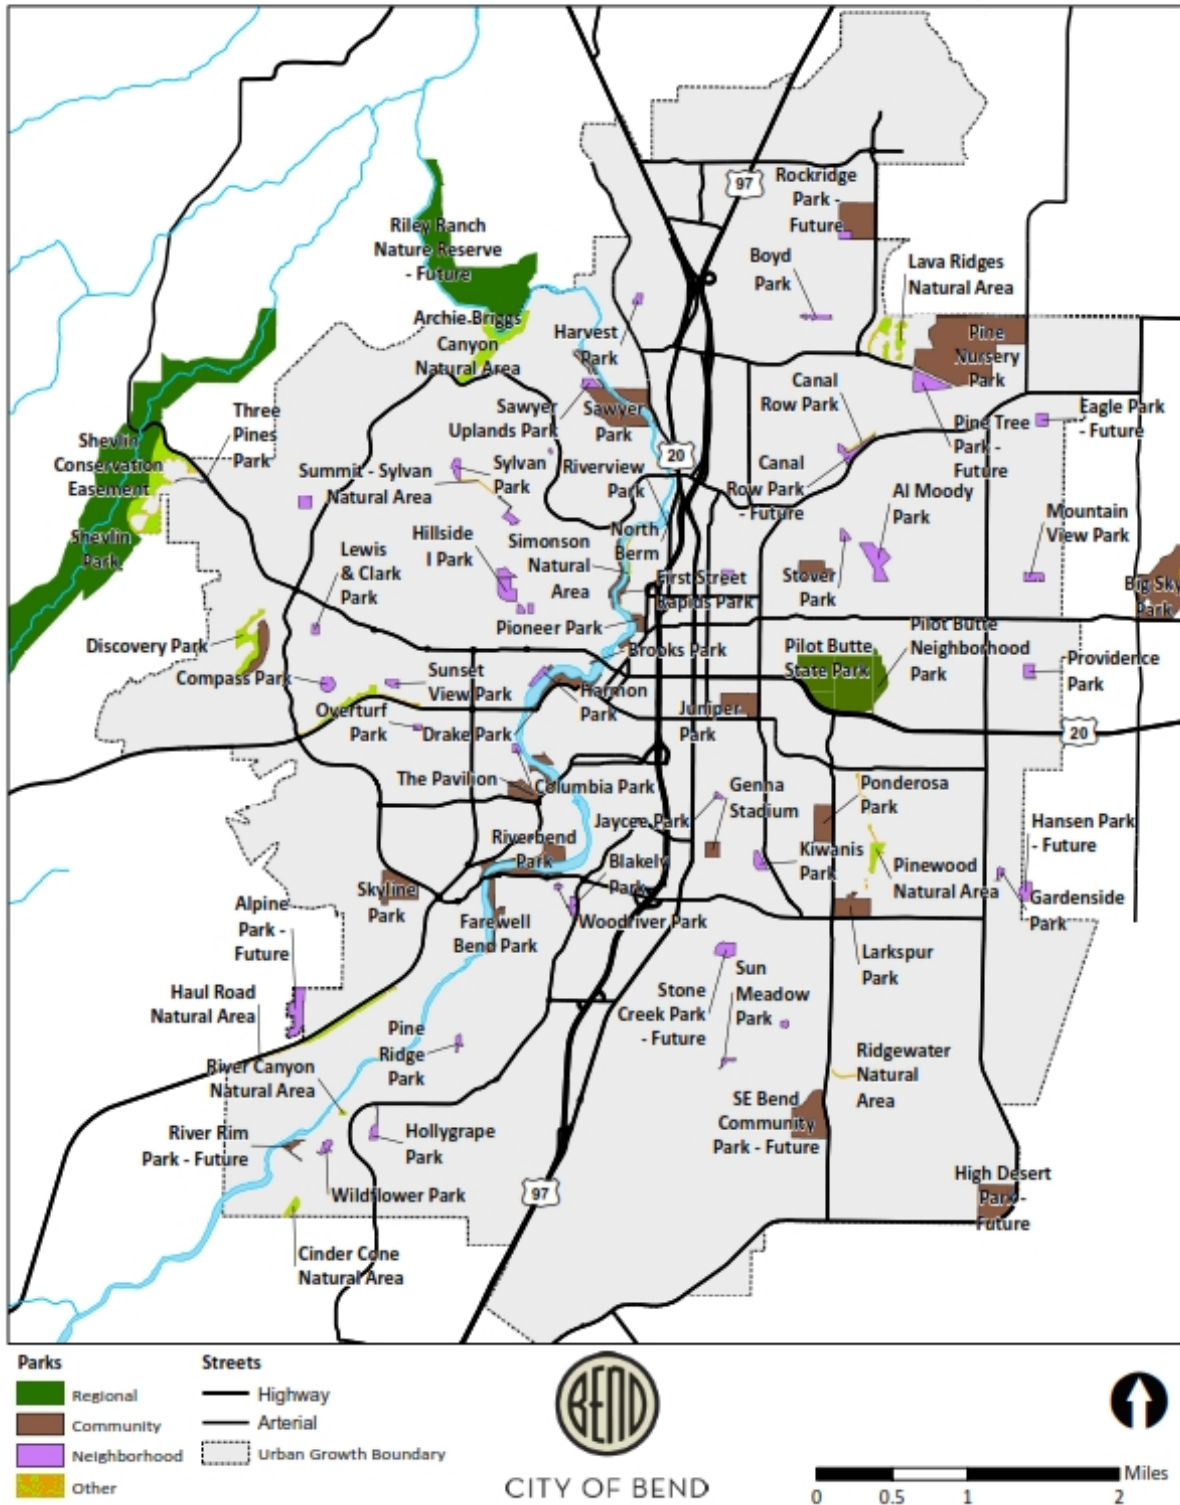 97
Rockridge
Park -
Future
Riley Ranch
Nature Reserve
- Future
Boyd
Park
Lava Ridges
Natural Area
Archie Briggs
Canyon
Natural Area
Harvest
Park
Pine
Nursery
Park
Three
Pines
Park
Canal
Row Park
Sawyer
Uplands Park
Sawyer
Park
Eagle Park
- Future
Pine Tree
Park -
Future
Shevlin
Conservation
Easement
20
Summit - Sylvan
Natural Area
Sylvan
Park
Riverview
Park
Canal
Row Park
- Future
Al Moody
Park
Mountain
View Park
Shevlin
Park
Lewis
& Clark
Park
Hillside
I Park
Simonson
Natural
Area
North
Berm
First Street
Rapids Park
Stover
Park
Big Sky
Park
Discovery Park
Pioneer Park
Brooks Park
Pilot Butte
State Park
Pilot Butte
Neighborhood
Park
Providence
Park
Compass Park
Sunset
View Park
Harmon
Park
Juniper
Park
Overturf
Park
Drake Park
20
The Pavilion
Columbia Park
Genna
Stadium
Ponderosa
Park
Jaycee Park
Hansen Park
- Future
Riverbend
Park
Blakely
Park
Kiwanis
Park
Pinewood
Natural Area
Skyline
Park
Gardenside
Park
Alpine
Park -
Future
Farewell
Bend Park
Woodriver Park
Larkspur
Park
Haul Road
Natural Area
Stone
Creek Park
- Future
Sun
Meadow
Park
Pine
Ridge
Park
River Canyon
Natural Area
Ridgewater
Natural
Area
SE Bend
Community
Park - Future
River Rim
Park - Future
Hollygrape
Park
High Desert
Park -
Future
Wildflower Park
97
Cinder Cone
Natural Area
Parks
Regional
Community
Neighborhood
Other
Streets
Highway
Arterial
Urban Growth Boundary
BEND
CITY OF BEND
Miles
0 0.5 1 2